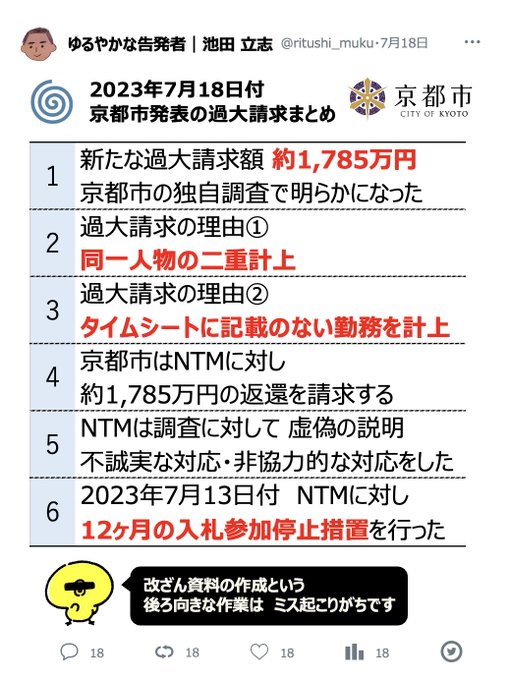 ゆるやかな告発者｜池田 立志 @ritushi_muku・7月18日
2023年7月18日付
京都市発表の過大請求まとめ
京都市
CITY OF KYOTO
1
新たな過大請求額 約1,785万円
京都市の独自調査で明らかになった
2
過大請求の理由①
同一人物の二重計上
3
過大請求の理由②
タイムシートに記載のない勤務を計上
4
京都市はNTMに対し
約1,785万円の返還を請求する
5
NTMは調査に対して 虚偽の説明
不誠実な対応・非協力的な対応をした
6
2023年7月13日付 NTMに対し
12ヶ月の入札参加停止措置を行った
改ざん資料の作成という
後ろ向きな作業は ミス起こりがちです
18 18 18 18